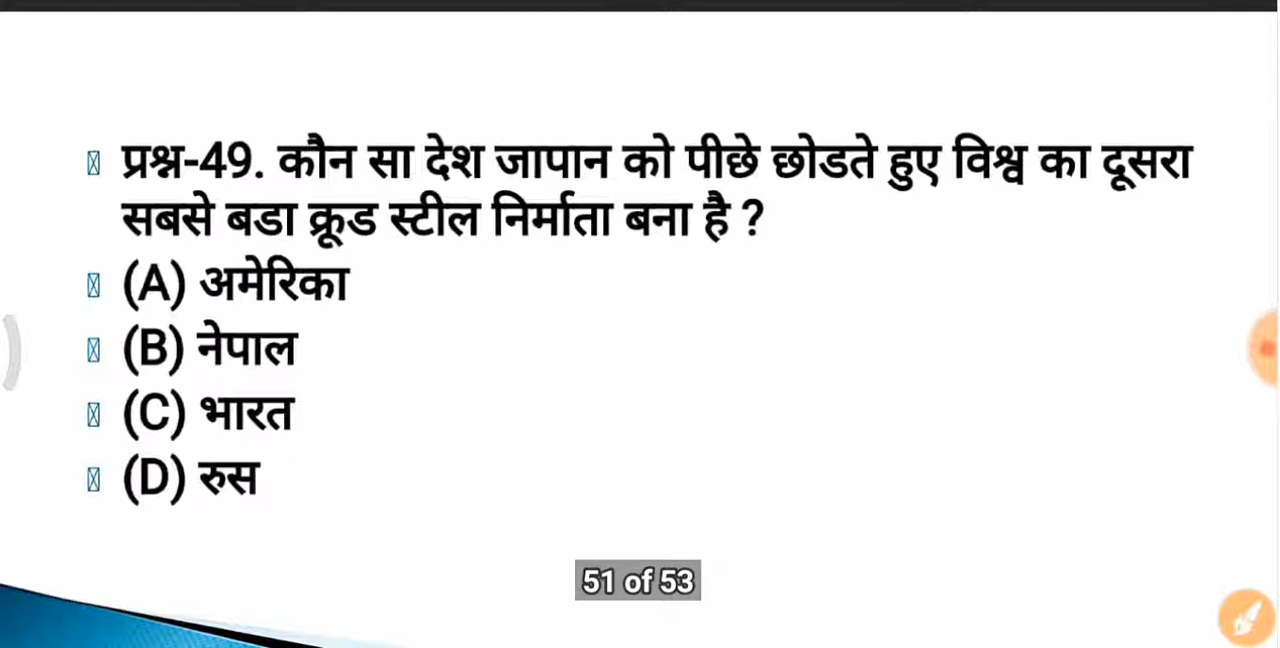 प्रश्न-49. कौन सा देश जापान को पीछे छोडते हुए विश्व का दूसरा
सबसे बडा क्रूड स्टील निर्माता बना है ?
(A) अमेरिका
(B) नेपाल
(C) भारत
(D) रुस
51 of 53